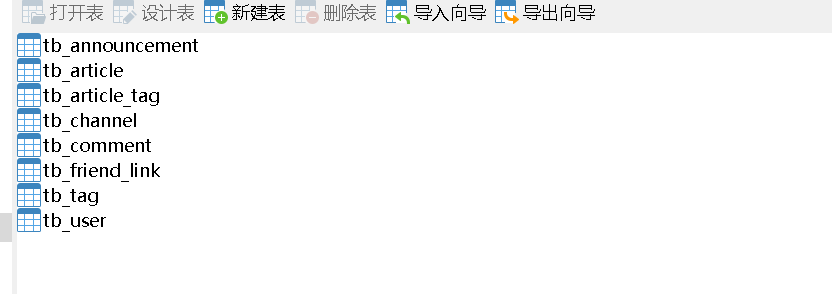 打开表 设计表 新建表 删除表 导入向导 导出向导
tb_announcement
tb_article
tb_article_tag
tb_channel
tb_comment
tb_friend_link
tb_tag
tb_user